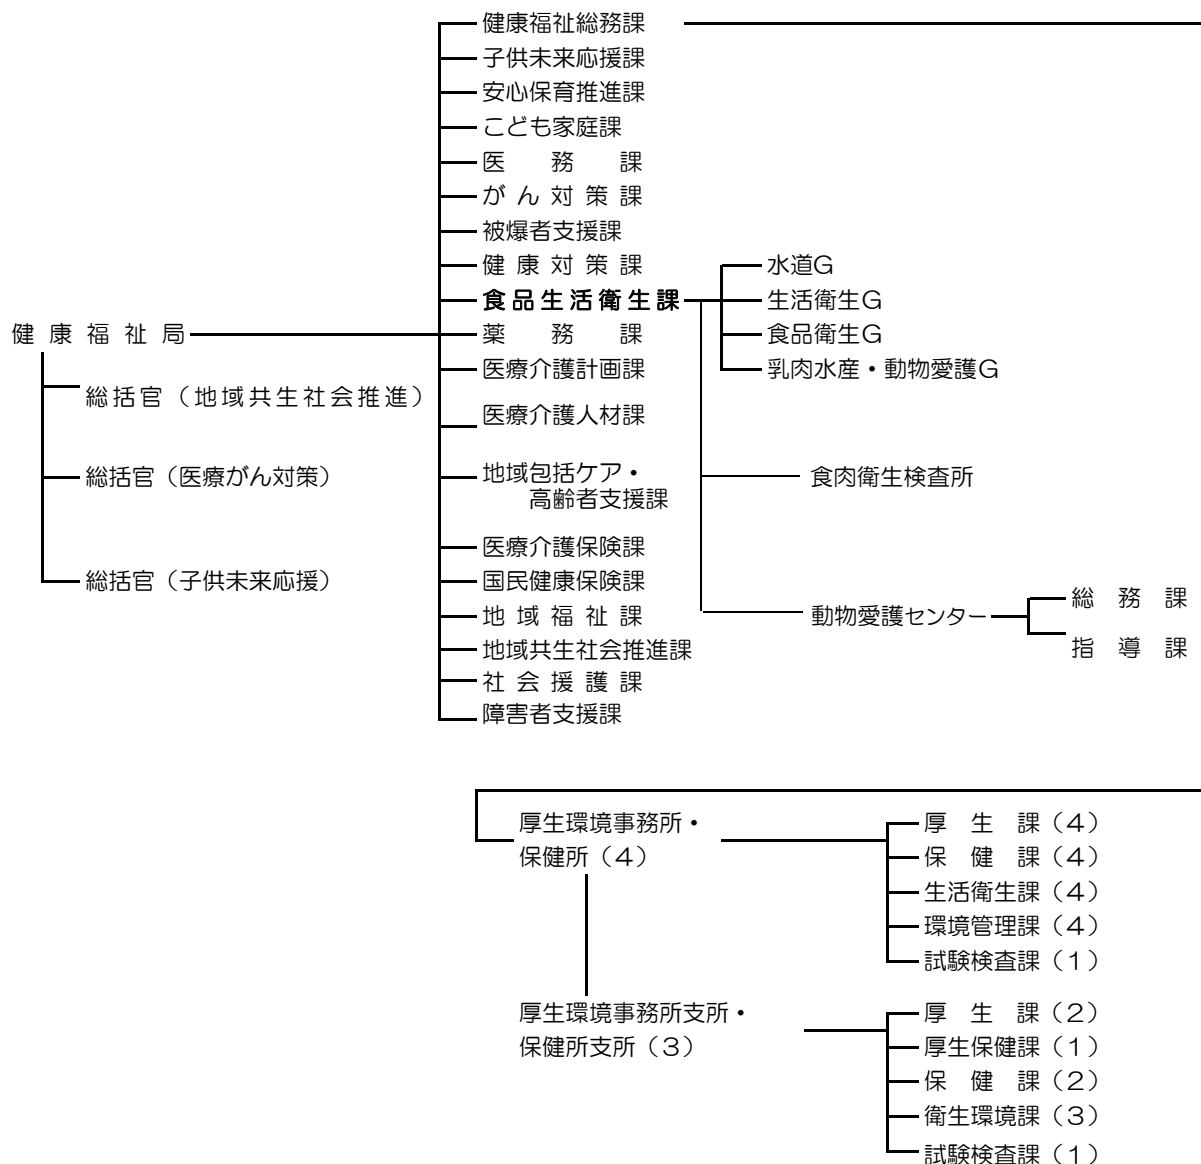 健康福祉局
総括官（地域共生社会推進）
総括官（医療がん対策）
総括官（子供未来応援）
健康福祉総務課
子供未来応援課
安心保育推進課
こども家庭課
医務課
がん対策課
被爆者支援課
健康対策課
食品生活衛生課
薬務課
医療介護計画課
医療介護人材課
地域包括ケア・
高齢者支援課
医療介護保険課
国民健康保険課
地域福祉課
地域共生社会推進課
社会援護課
障害者支援課
水道G
生活衛生G
食品衛生G
乳肉水産・動物愛護G
食肉衛生検査所
動物愛護センター
総務課
指導課
厚生環境事務所・
保健所（4）
厚生課（4）
保健課（4）
生活衛生課（4）
環境管理課（4）
試験検査課（1）
厚生環境事務所支所・
保健所支所（3）
厚生課（2）
厚生保健課（1）
保健課（2）
衛生環境課（3）
試験検査課（1）